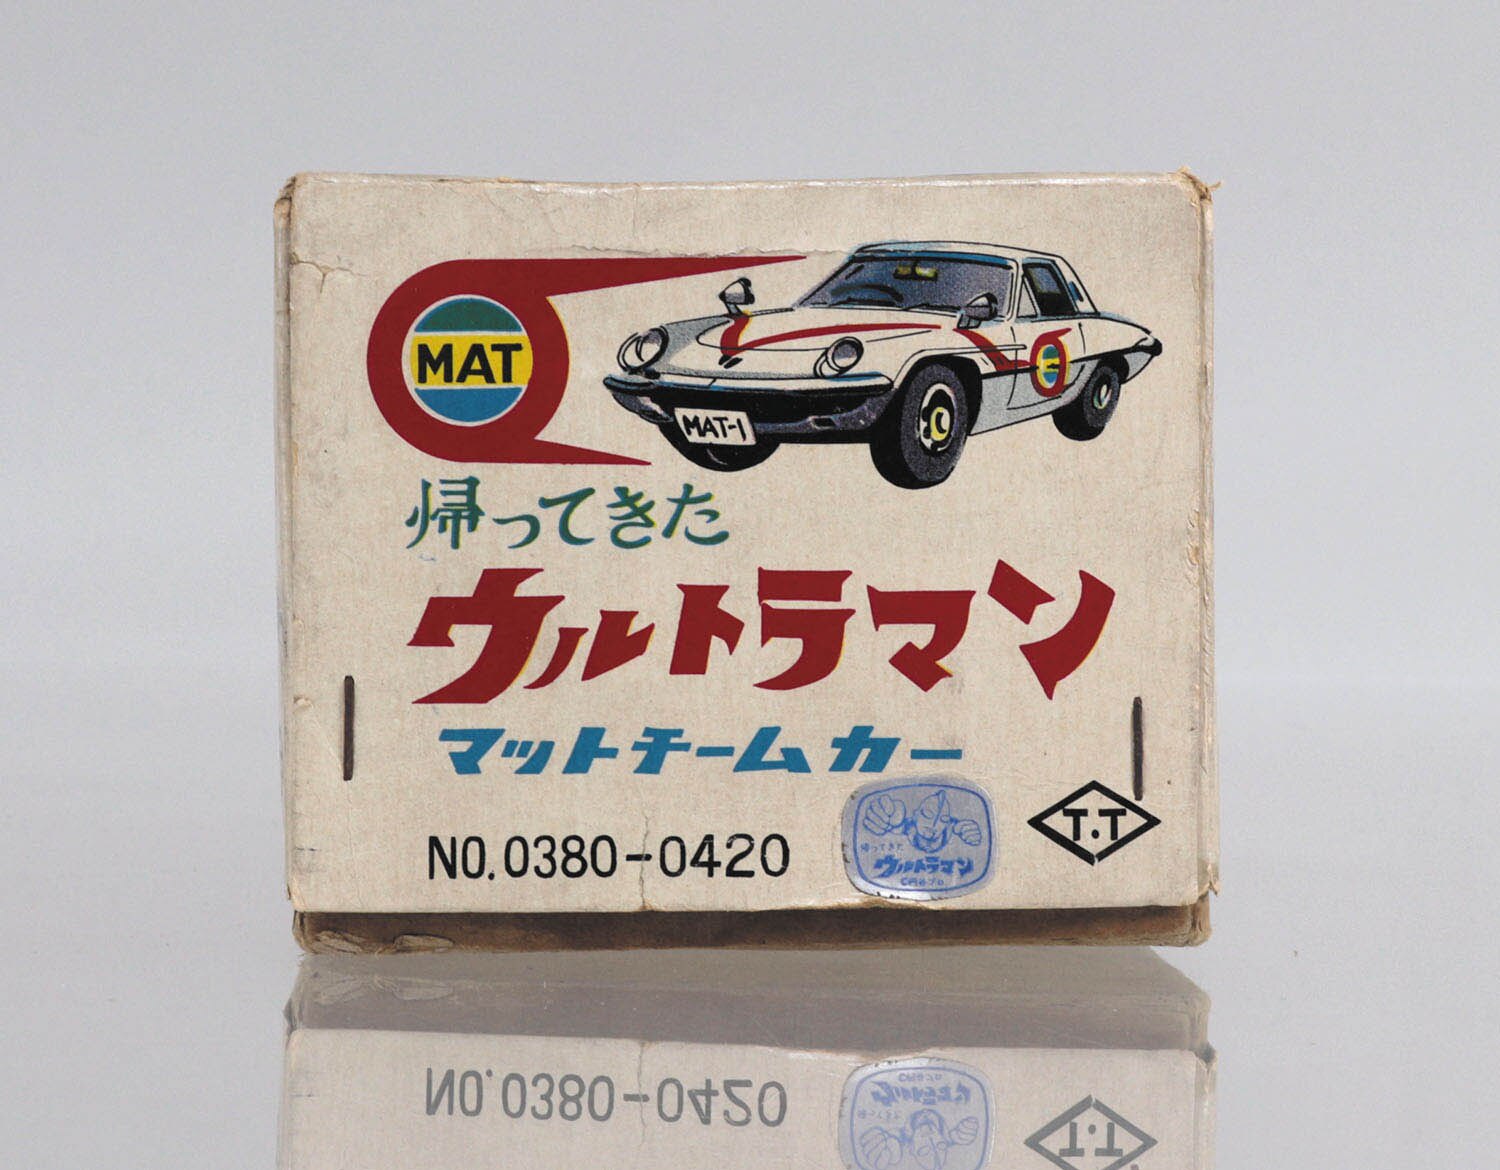 MAT
MAT-1
帰ってきた
ウルトラマン
マットチームカー
NO.0380-0420
帰ってきた
ウルトラマン
T.T